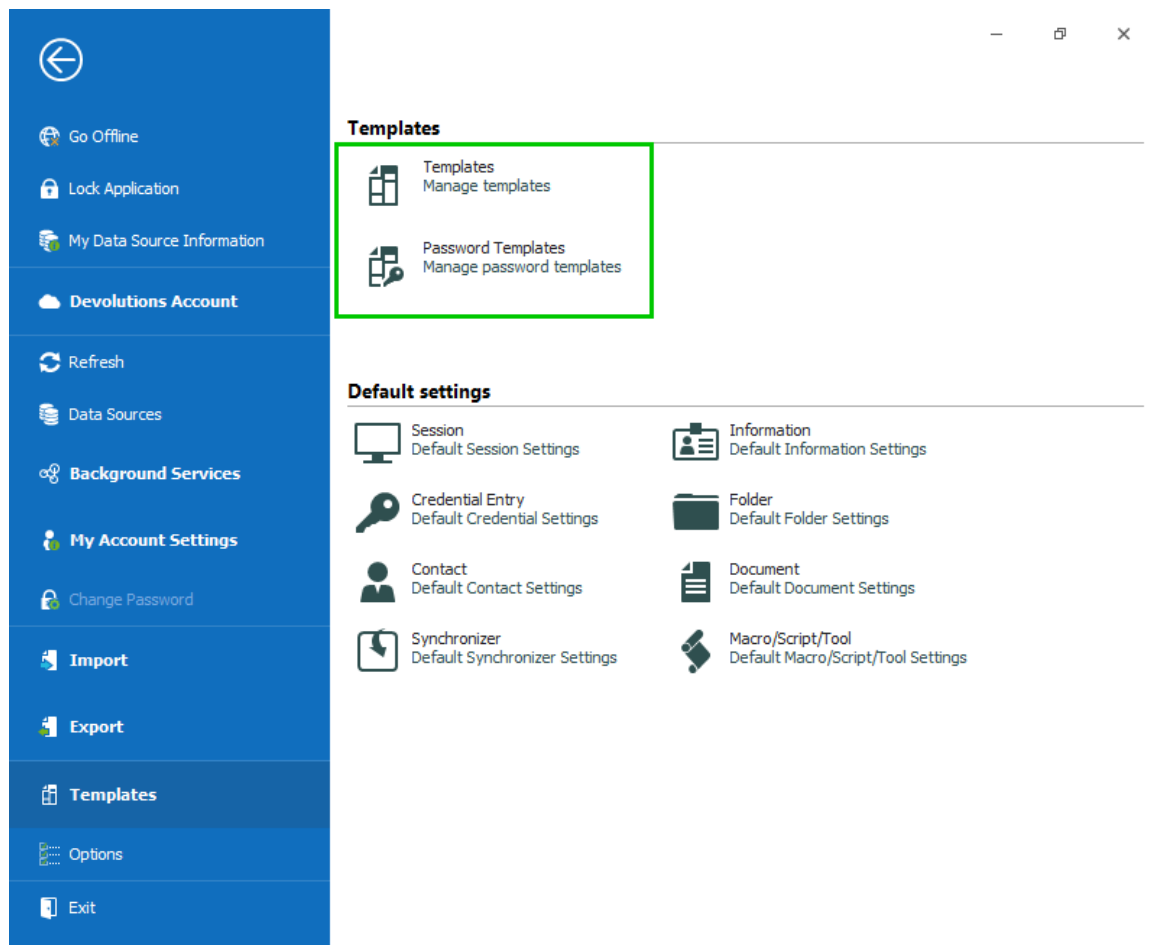 Go Offline
Lock Application
My Data Source Information
Devolutions Account
Refresh
Data Sources
Background Services
My Account Settings
Change Password
Import
Export
Templates
Options
Exit
Templates
Templates
Manage templates
Password Templates
Manage password templates
Default settings
Session
Default Session Settings
Information
Default Information Settings
Credential Entry
Default Credential Settings
Folder
Default Folder Settings
Contact
Default Contact Settings
Document
Default Document Settings
Synchronizer
Default Synchronizer Settings
Macro/Script/Tool
Default Macro/Script/Tool Settings